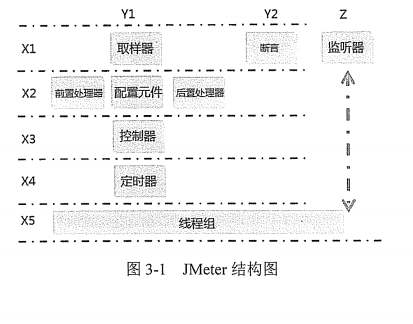 Y1 Y2 Z
X1 取样器 断言 监听器
X2 前置处理器 配置元件 后置处理器
X3 控制器
X4 定时器
X5 线程组
图 3-1 JMeter 结构图